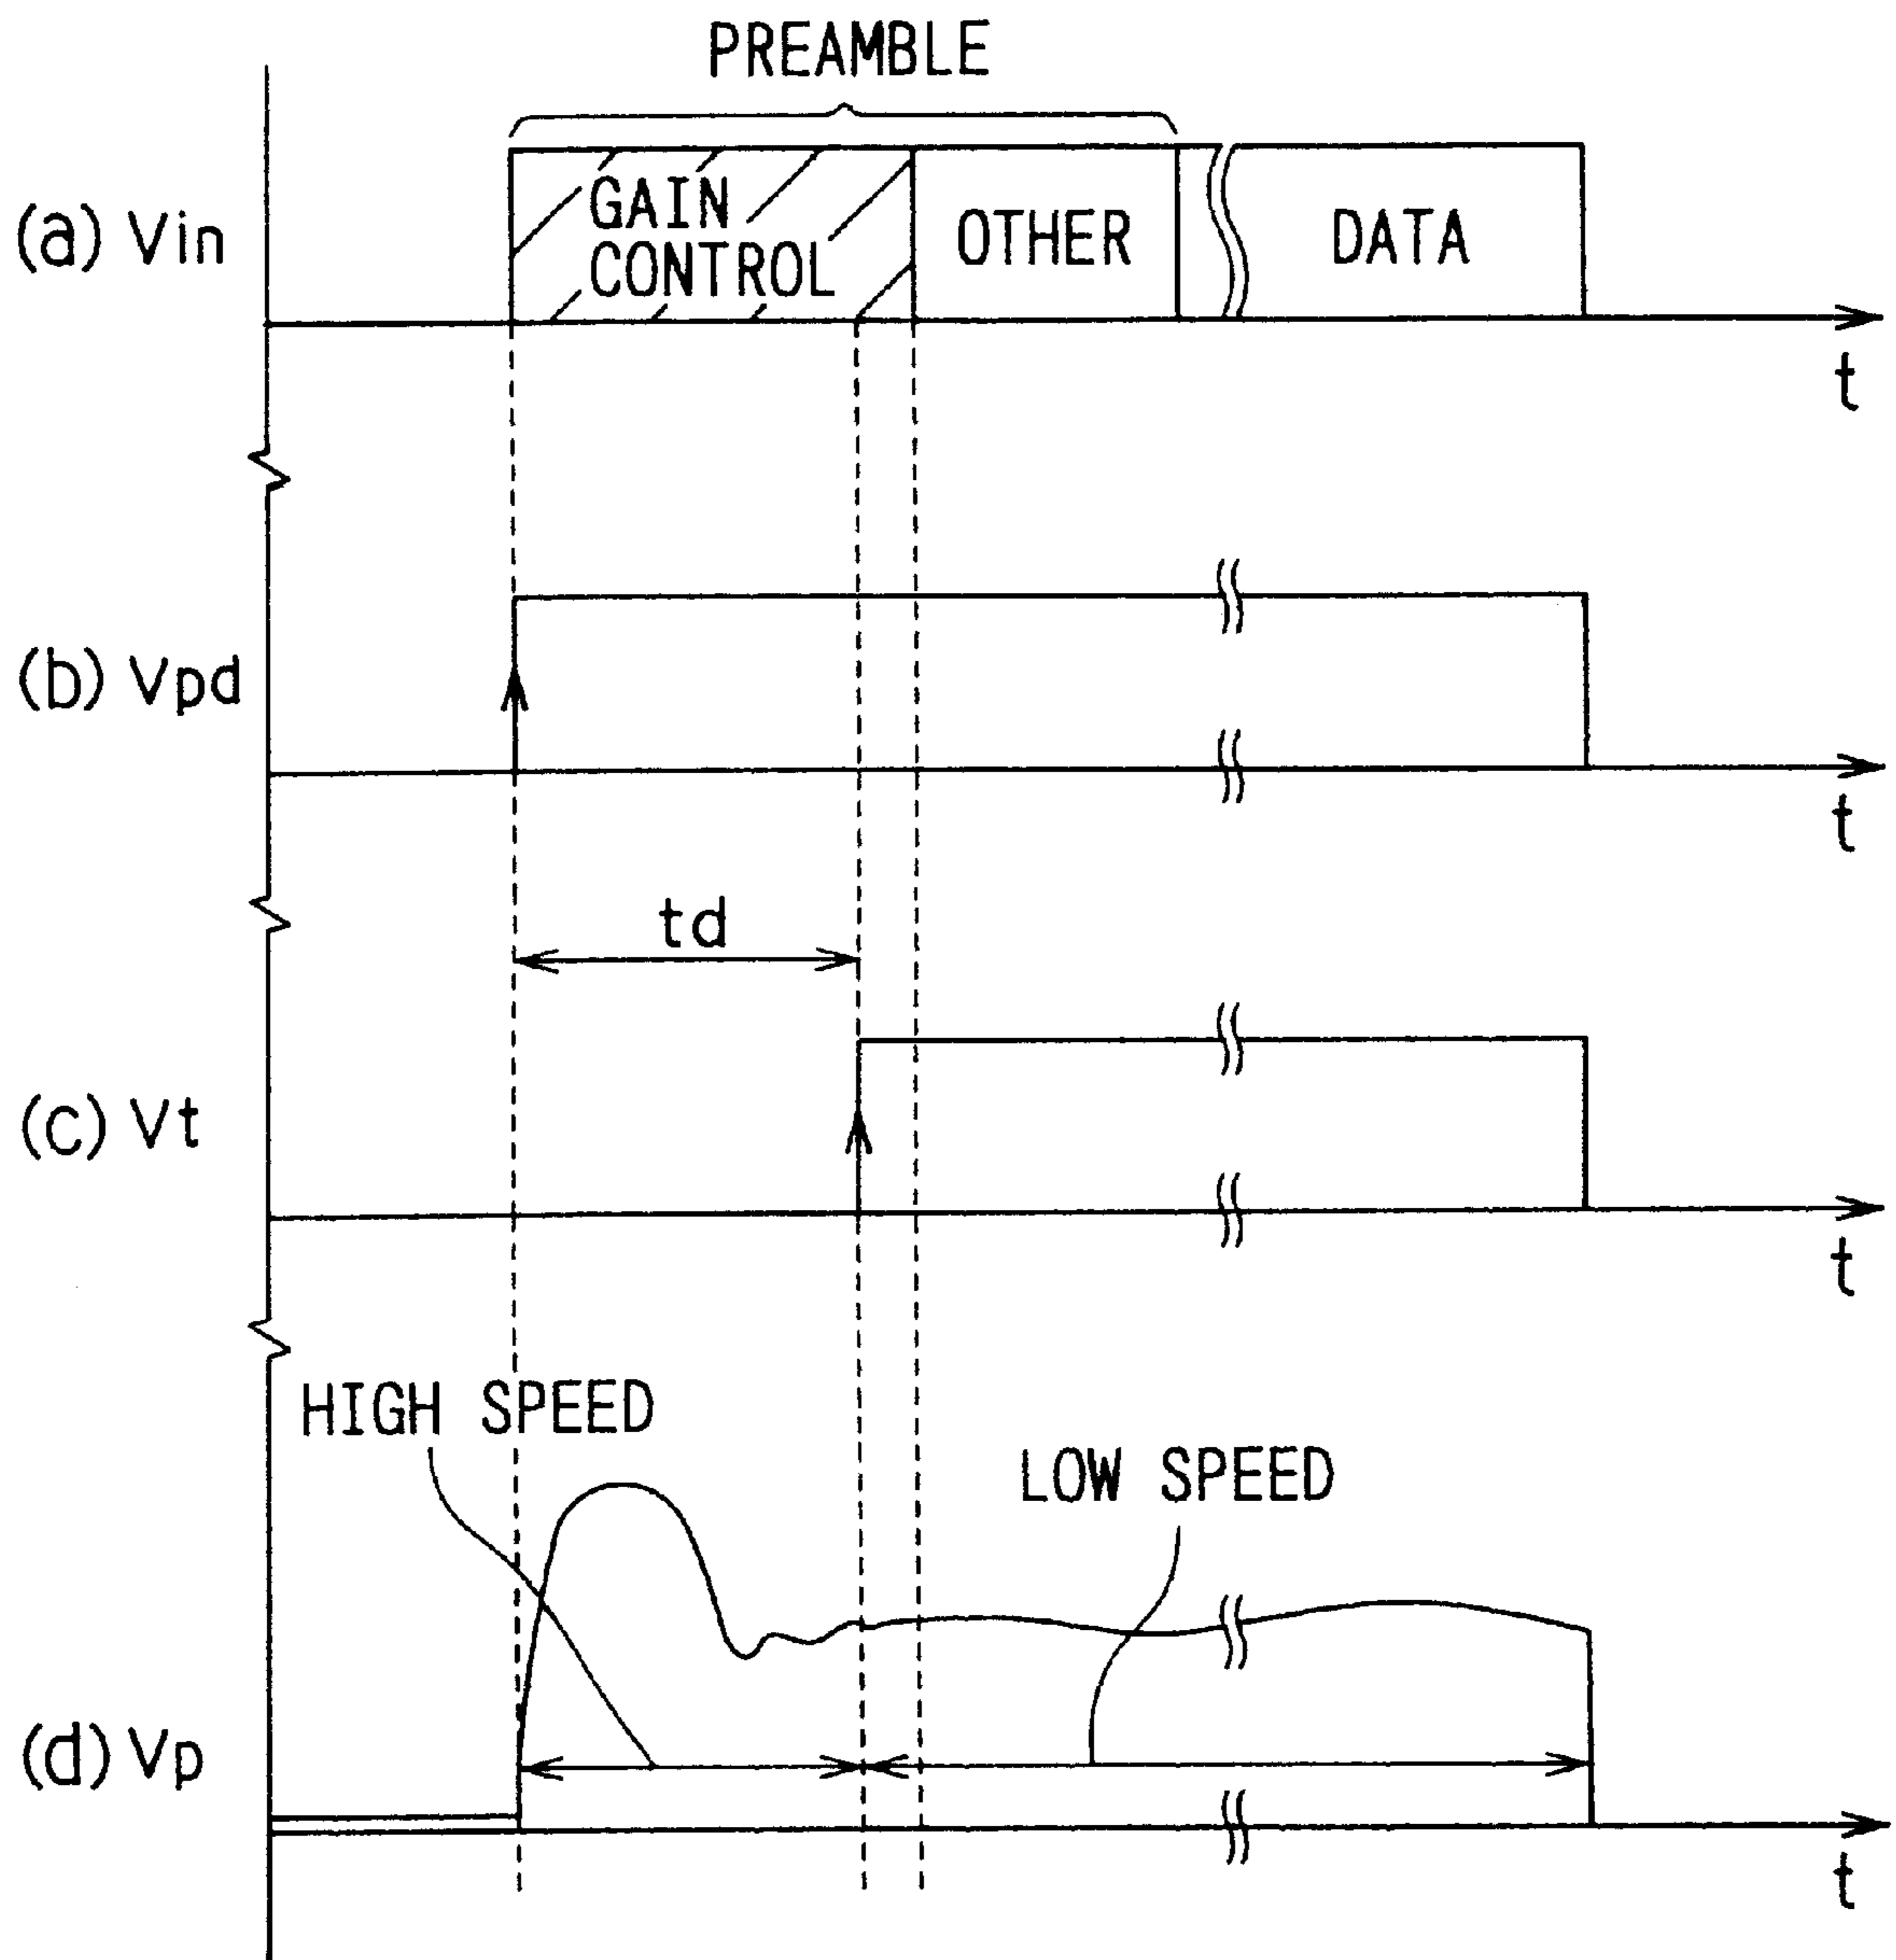 PREAMBLE
(a) Vin
GAIN
CONTROL
OTHER
DATA
t
(b) Vpd
t
td
(c) Vt
t
HIGH SPEED
LOW SPEED
(d) Vp
t